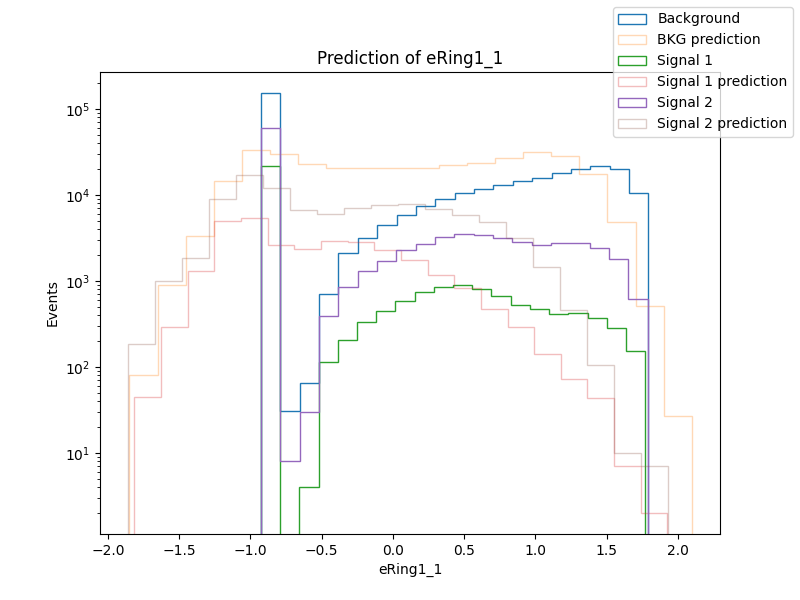 Prediction of eRing1_1
Background
BKG prediction
Signal 1
Signal 1 prediction
Signal 2
Signal 2 prediction
Events
10^5
10^4
10^3
10^2
10^1
−2.0 −1.5 −1.0 −0.5 0.0 0.5 1.0 1.5 2.0
eRing1_1